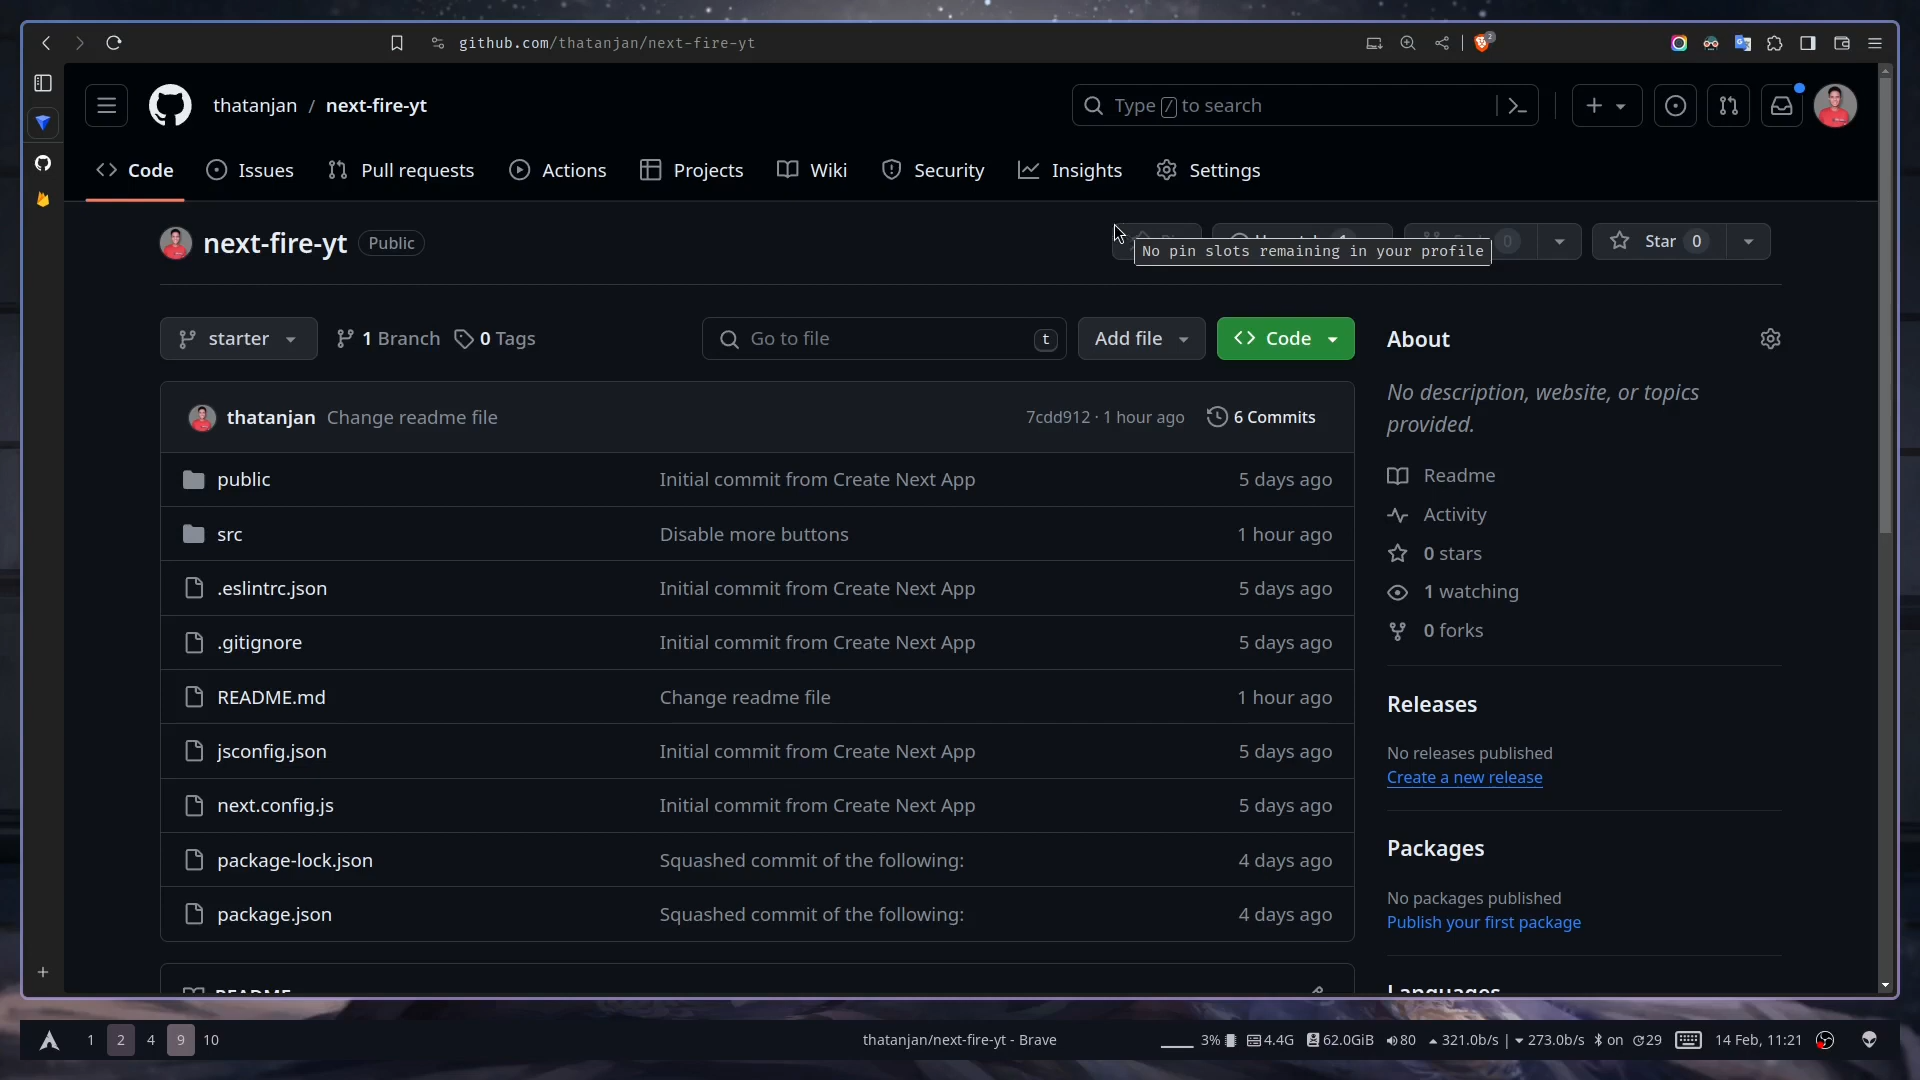 github.com/thatanjan/next-fire-yt
2
thatanjan / next-fire-yt
Type / to search
Code Issues Pull requests Actions Projects Wiki Security Insights Settings
next-fire-yt Public
0 Star 0
No pin slots remaining in your profile
starter 1 Branch 0 Tags Go to file t Add file Code
About
No description, website, or topics
provided.
thatanjan Change readme file 7cdd912 · 1 hour ago 6 Commits
public Initial commit from Create Next App 5 days ago
Readme
Activity
src Disable more buttons 1 hour ago
0 stars
.eslintrc.json Initial commit from Create Next App 5 days ago
1 watching
0 forks
.gitignore Initial commit from Create Next App 5 days ago
README.md Change readme file 1 hour ago
Releases
No releases published
Create a new release
jsconfig.json Initial commit from Create Next App 5 days ago
next.config.js Initial commit from Create Next App 5 days ago
Packages
No packages published
Publish your first package
package-lock.json Squashed commit of the following: 4 days ago
package.json Squashed commit of the following: 4 days ago
README
Languages
1 2 4 9 10
thatanjan/next-fire-yt - Brave
3% 4.4G 62.0GiB 80 321.0b/s | 273.0b/s on 29 14 Feb, 11:21